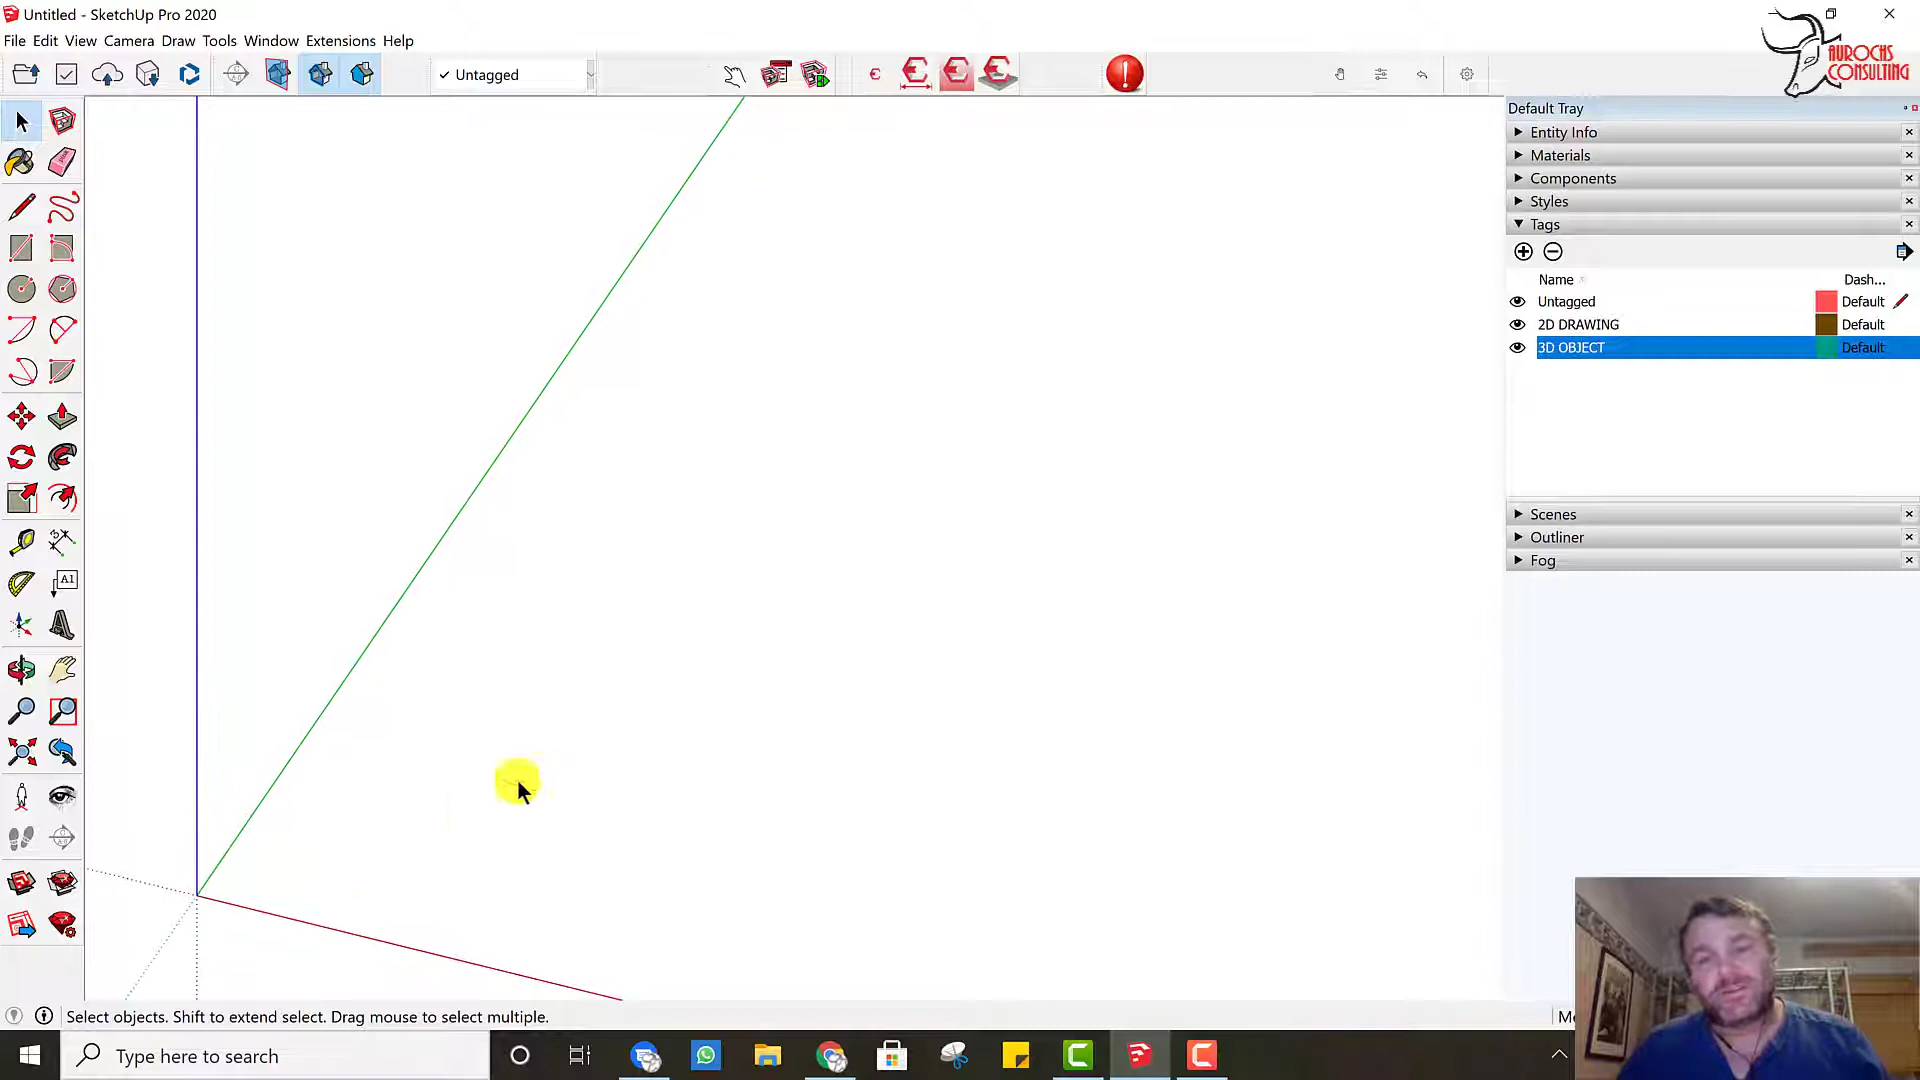 Untitled - SketchUp Pro 2020
File Edit View Camera Draw Tools Window Extensions Help
✓ Untagged
AUROCHS
CONSULTING
Default Tray
Entity Info
Materials
Components
Styles
Tags
Name Dash...
Untagged Default
2D DRAWING Default
3D OBJECT Default
Scenes
Outliner
Fog
A1
Select objects. Shift to extend select. Drag mouse to select multiple.
Type here to search